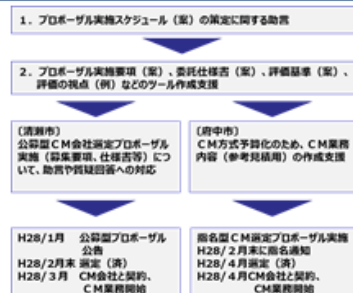 1．プロポーザル実施スケジュール（案）の策定に関する助言
2．プロポーザル実施要項（案）、委託仕様書（案）、評価基準（案）、
評価の視点（例）などのツール作成支援
〔清瀬市〕
公募型ＣＭ会社選定プロポーザル
実施（募集要項、仕様書等）につ
いて、助言や質疑回答への対応
〔府中市〕
ＣＭ方式予算化のため、ＣＭ業務
内容（参考見積用）の作成支援
H28/1月　公募型プロポーザル
公告
H28/2月末 選定（済）
H28/３月　CM会社と契約、
ＣＭ業務開始
指名型ＣＭ選定プロポーザル実施
H28/２月末に指名通知
H28/４月選定（済）
H28/４月CM会社と契約、
CM業務開始